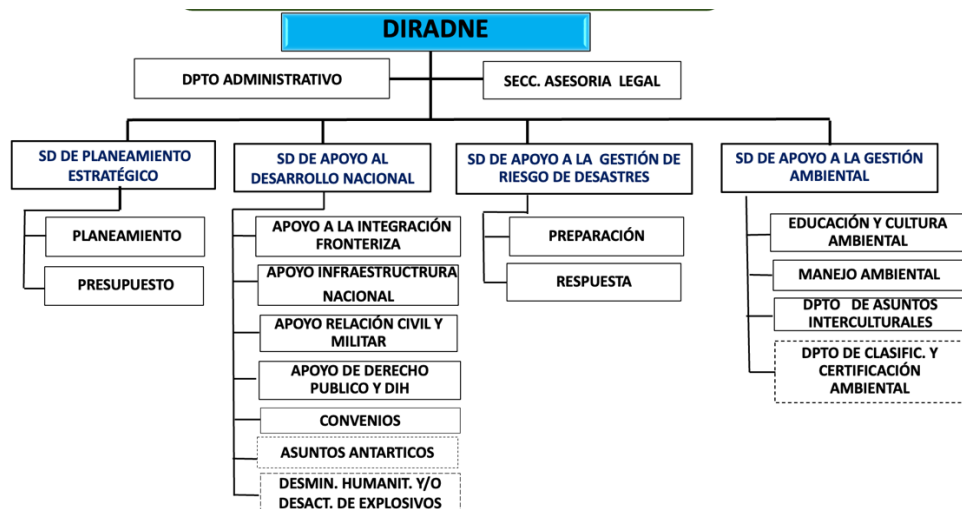 DIRADNE
DPTO ADMINISTRATIVO
SECC. ASESORIA LEGAL
SD DE PLANEAMIENTO
ESTRATÉGICO
PLANEAMIENTO
PRESUPUESTO
SD DE APOYO AL
DESARROLLO NACIONAL
APOYO A LA INTEGRACIÓN
FRONTERIZA
APOYO INFRAESTRUCTRURA
NACIONAL
APOYO RELACIÓN CIVIL Y
MILITAR
APOYO DE DERECHO
PUBLICO Y DIH
CONVENIOS
ASUNTOS ANTARTICOS
DESMIN. HUMANIT. Y/O
DESACT. DE EXPLOSIVOS
SD DE APOYO A LA GESTIÓN DE
RIESGO DE DESASTRES
PREPARACIÓN
RESPUESTA
SD DE APOYO A LA GESTIÓN
AMBIENTAL
EDUCACIÓN Y CULTURA
AMBIENTAL
MANEJO AMBIENTAL
DPTO DE ASUNTOS
INTERCULTURALES
DPTO DE CLASIFIC. Y
CERTIFICACIÓN
AMBIENTAL